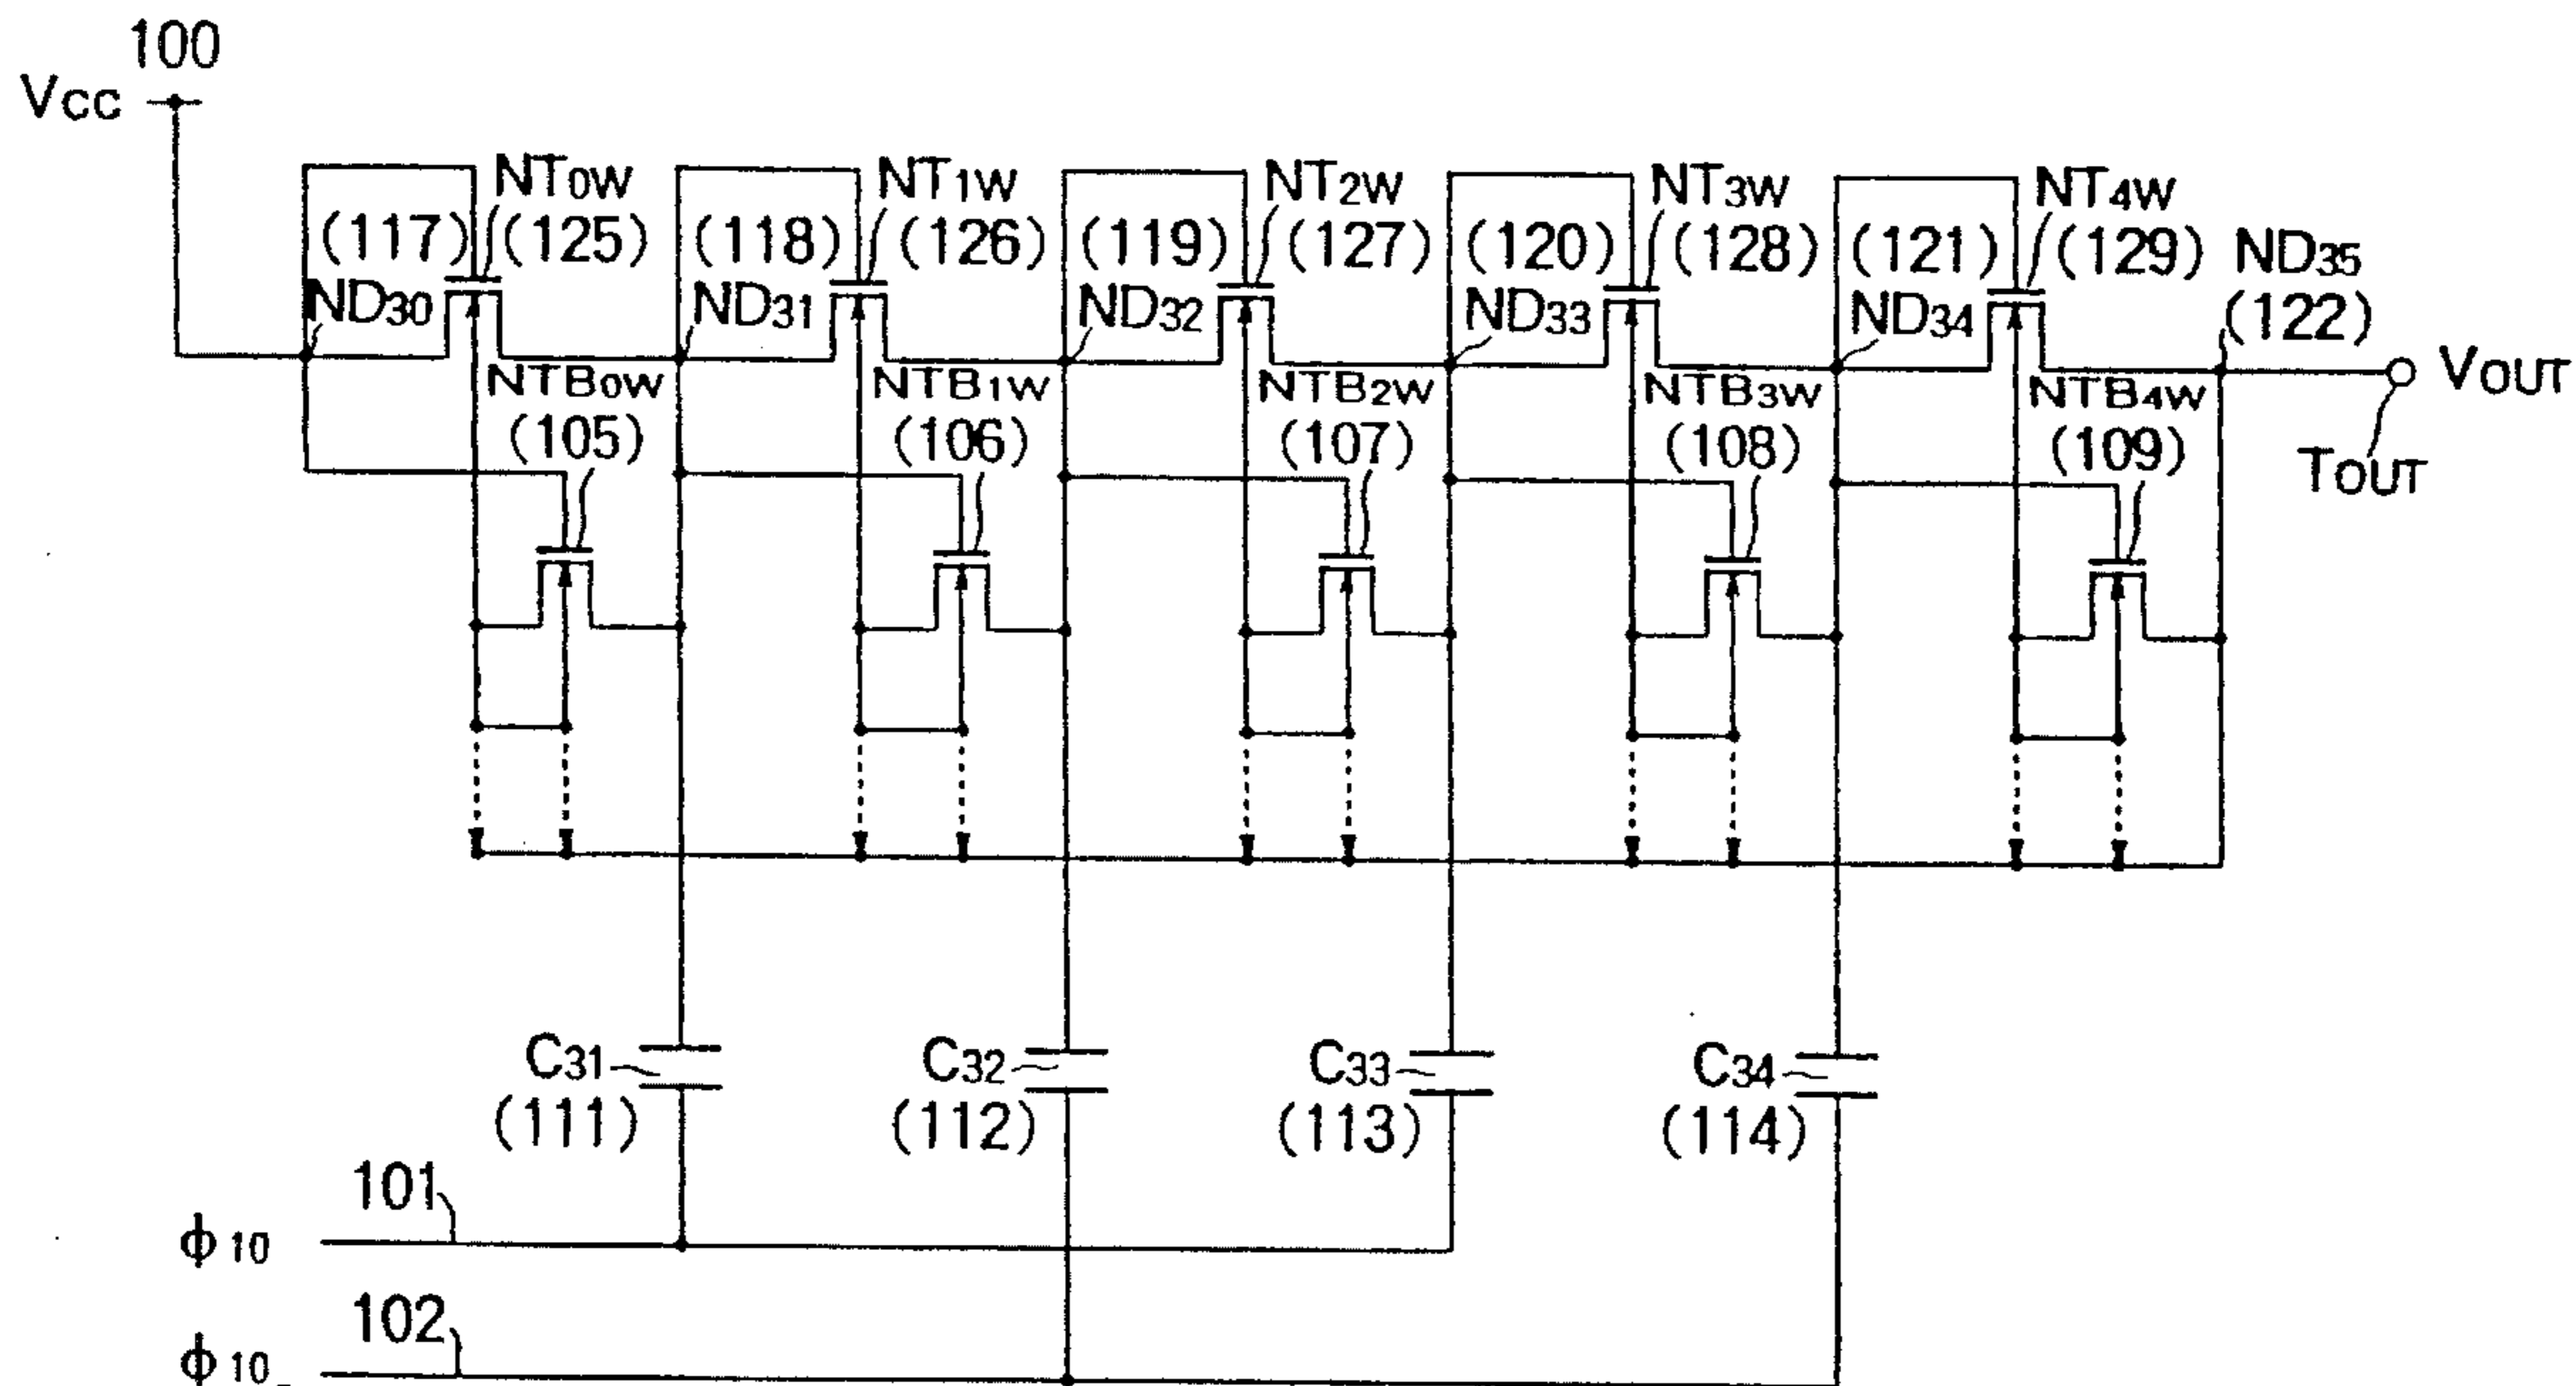 100
Vcc
NT0W
(117) (125)
ND30
NT1W
(118) (126)
ND31
NT2W
(119) (127)
ND32
NT3W
(120) (128)
ND33
NT4W
(121) (129)
ND34
ND35
(122)
VOUT
TOUT
NTB0W
(105)
NTB1W
(106)
NTB2W
(107)
NTB3W
(108)
NTB4W
(109)
C31
(111)
C32
(112)
C33
(113)
C34
(114)
101
ϕ10
102
ϕ10